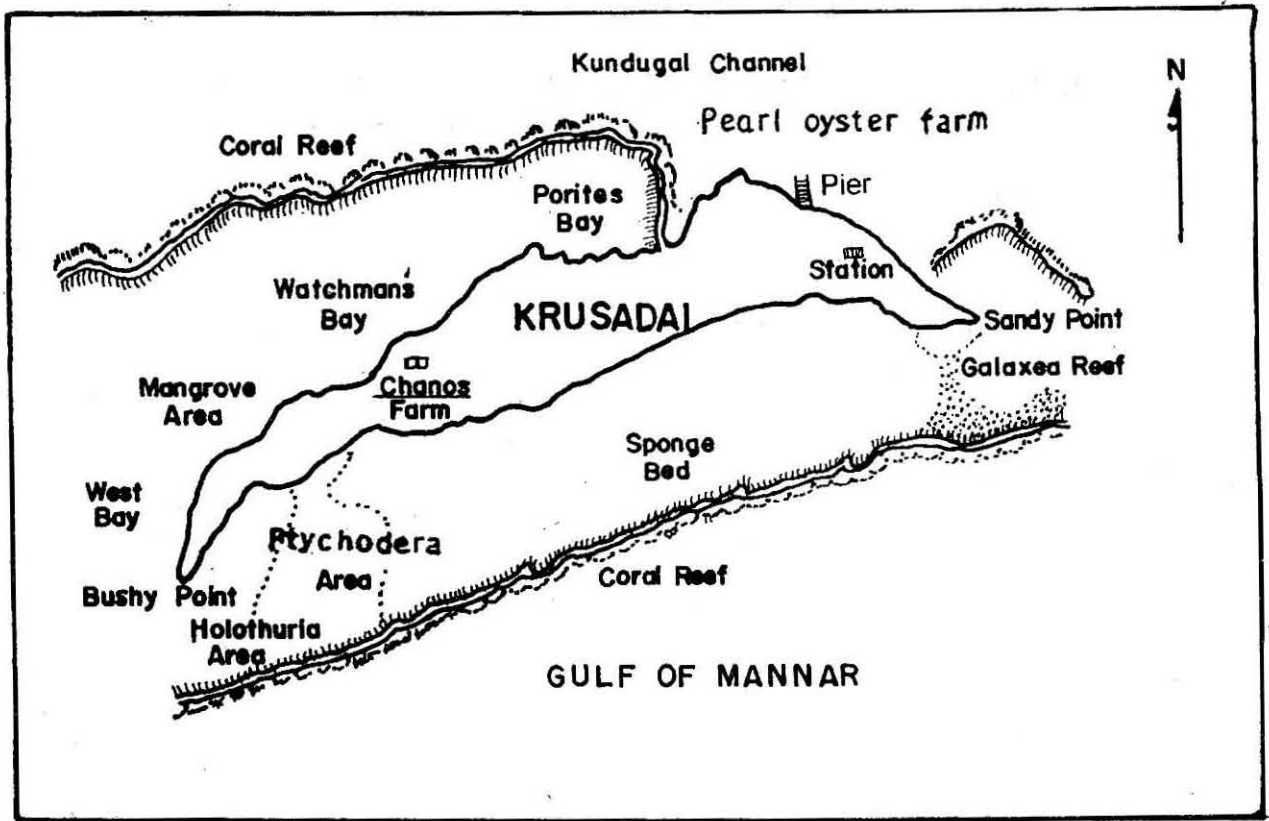 Kundugal Channel
N
Pearl oyster farm
Coral Reef
Pier
Porites
Bay
Station
Watchman's
Bay
KRUSADAI
Sandy Point
Galaxea Reef
Mangrove
Area
Chanos
Farm
Sponge
Bed
West
Bay
Ptychodera
Area
Coral Reef
Bushy Point
Holothuria
Area
GULF OF MANNAR